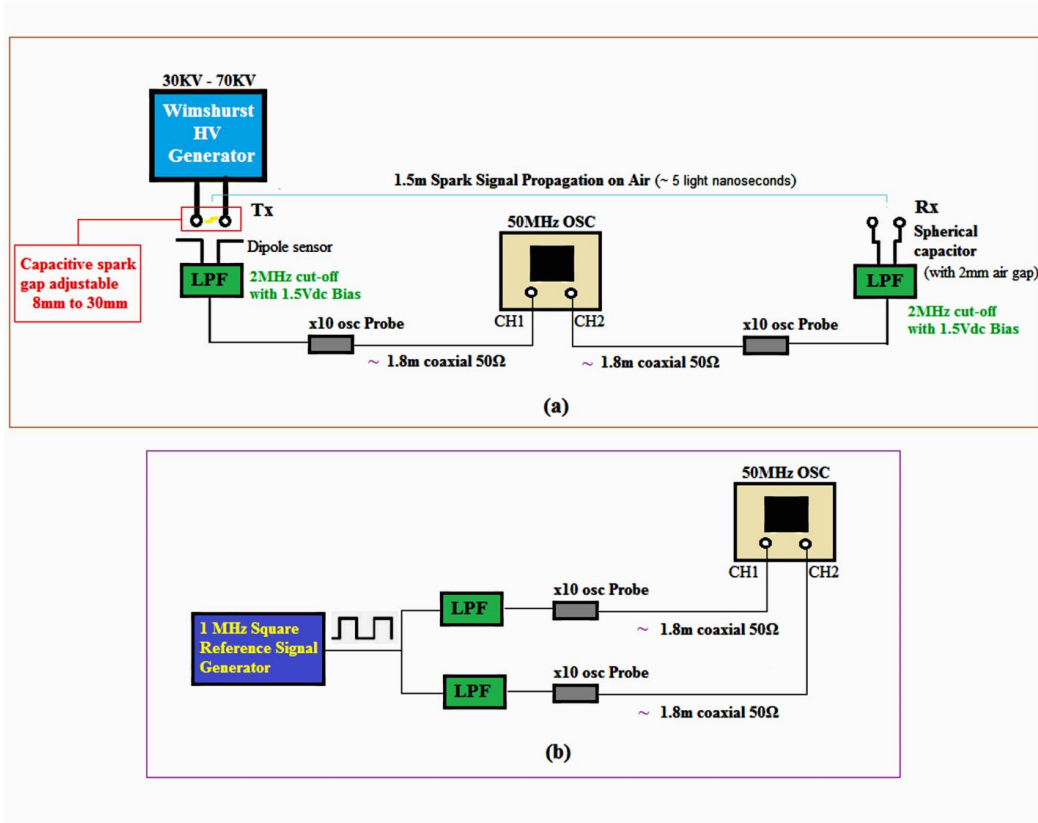 30KV - 70KV
Wimshurst
HV
Generator
1.5m Spark Signal Propagation on Air (~ 5 light nanoseconds)
Tx
Rx
50MHz OSC
Spherical
capacitor
(with 2mm air gap)
Dipole sensor
Capacitive spark
gap adjustable
8mm to 30mm
LPF
2MHz cut-off
with 1.5Vdc Bias
LPF
2MHz cut-off
with 1.5Vdc Bias
CH1
CH2
x10 osc Probe
x10 osc Probe
~ 1.8m coaxial 50Ω
~ 1.8m coaxial 50Ω
(a)
50MHz OSC
CH1
CH2
1 MHz Square
Reference Signal
Generator
LPF
x10 osc Probe
~ 1.8m coaxial 50Ω
LPF
x10 osc Probe
~ 1.8m coaxial 50Ω
(b)